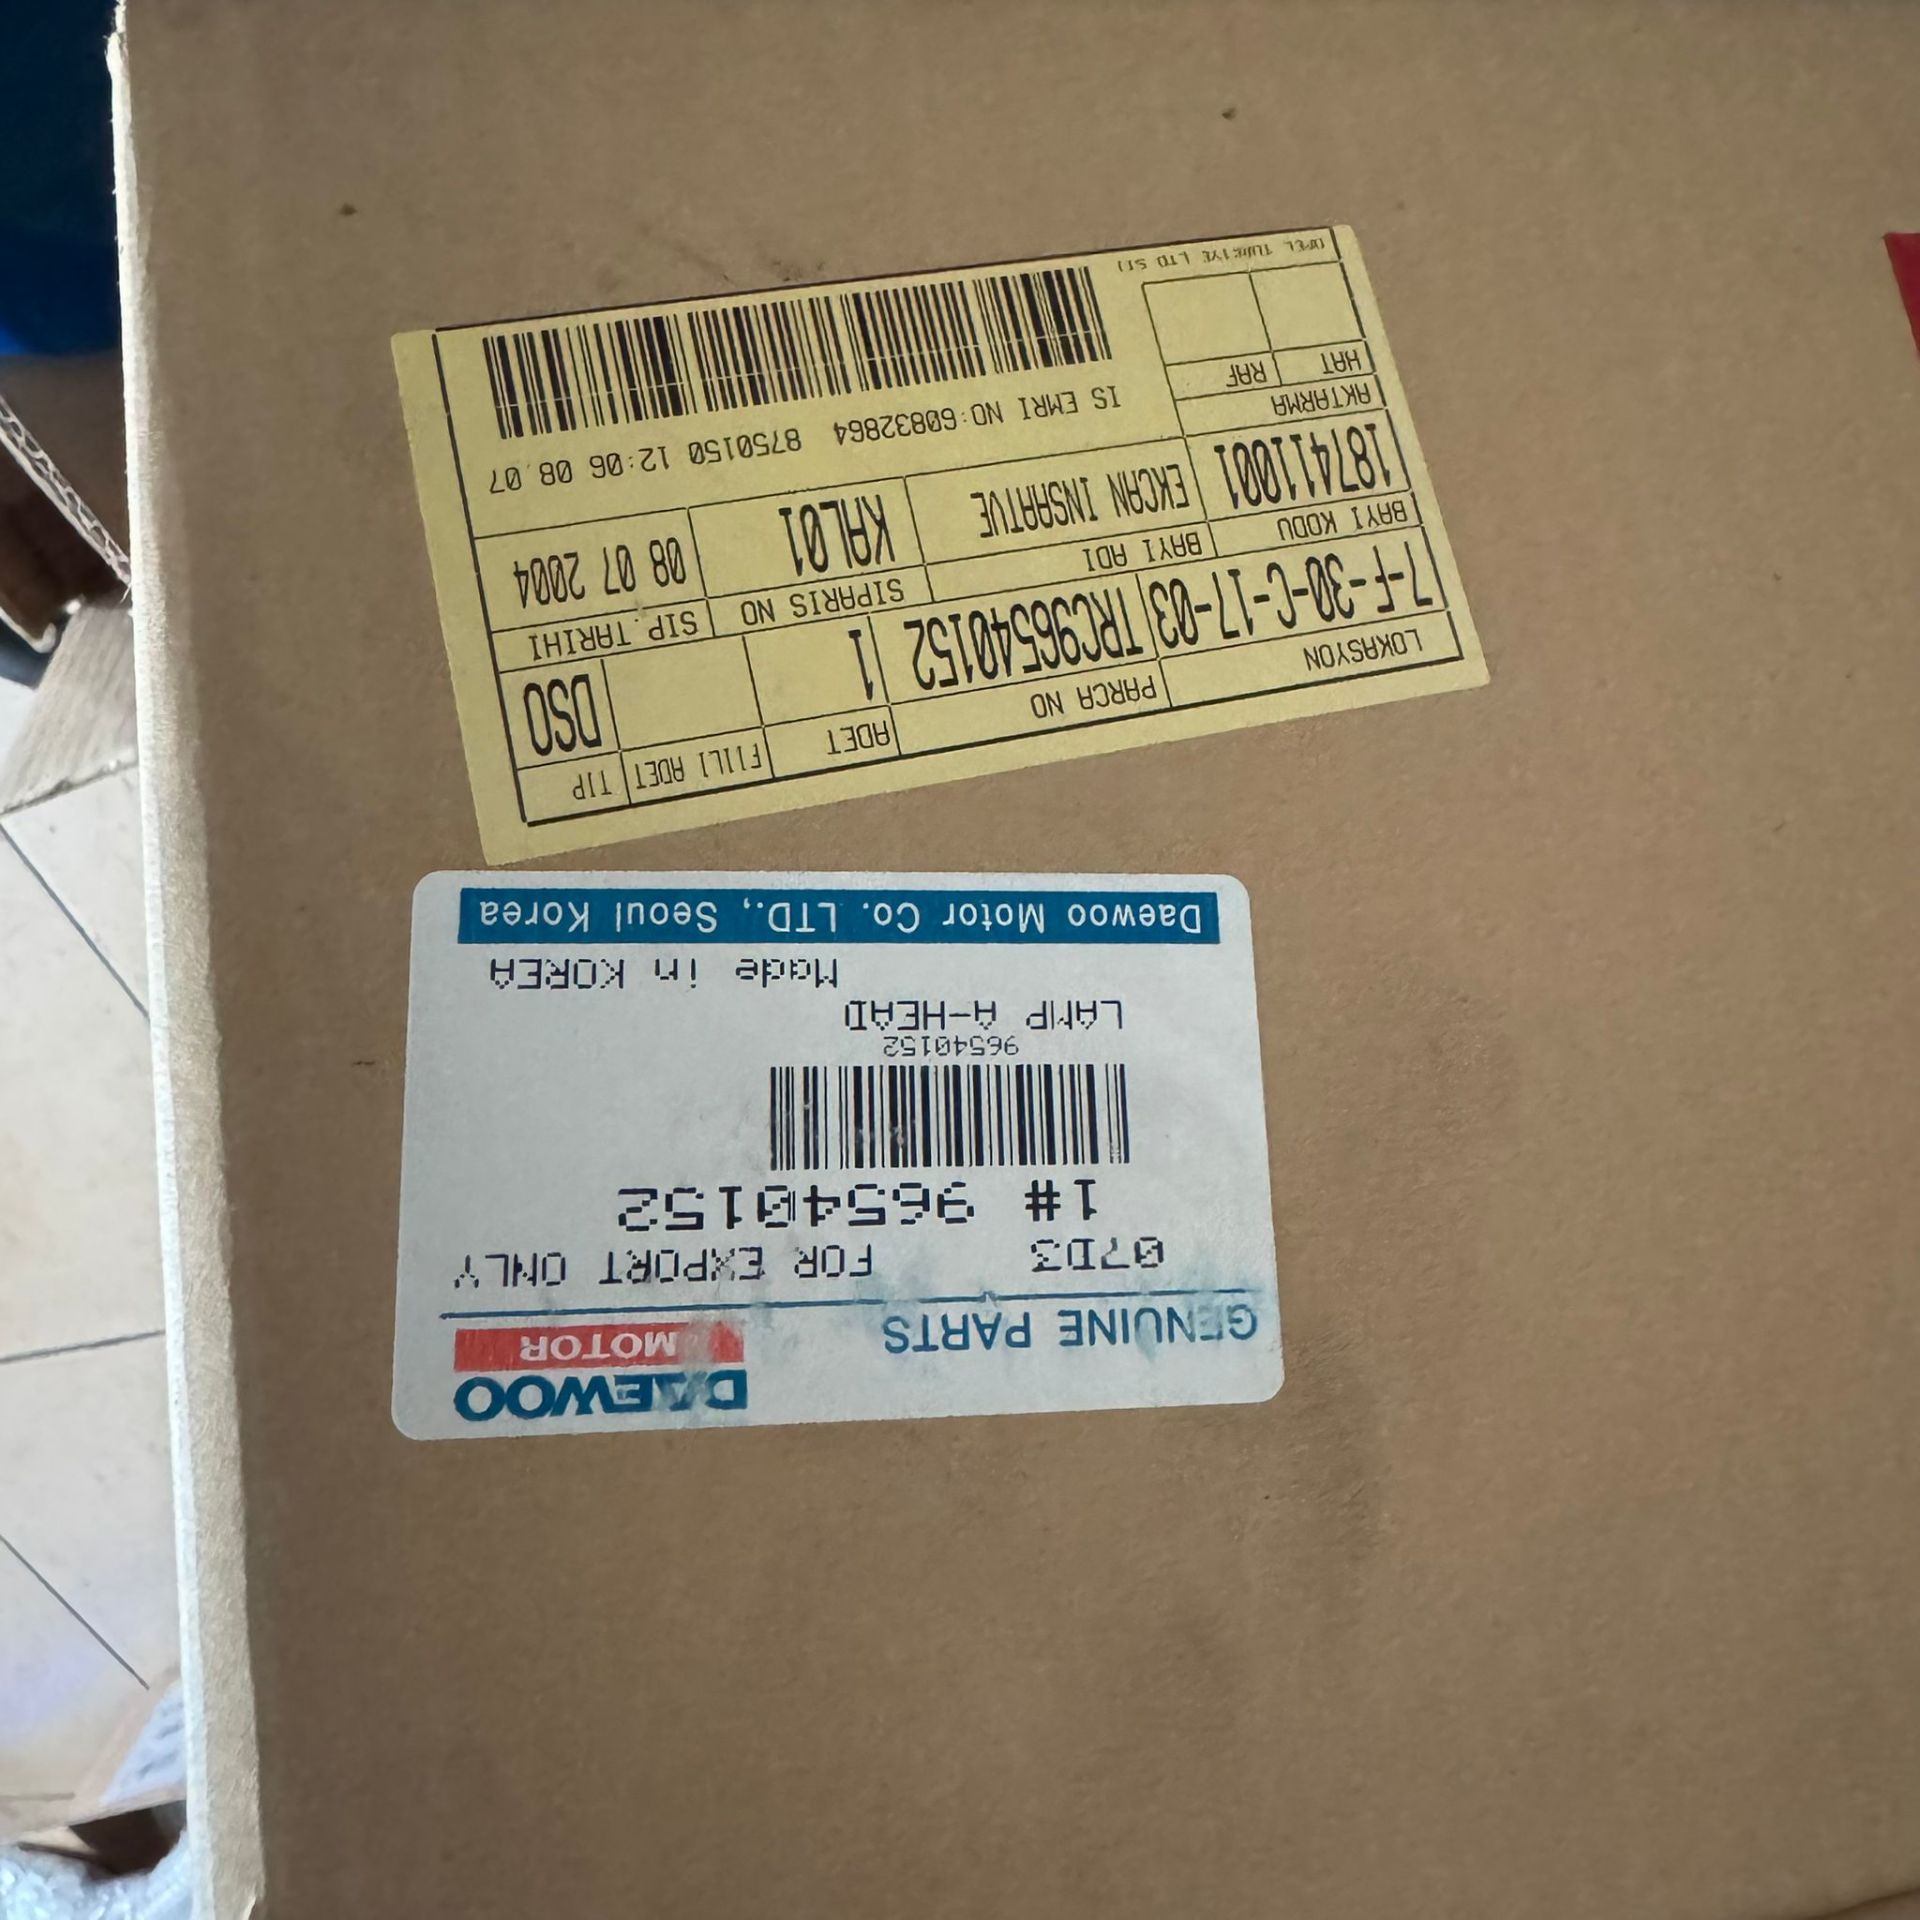 DAEWOO
MOTOR
GENUINE PARTS
07D3 FOR EXPORT ONLY
1# 96540152
96540152
LAMP A-HEAD
Made in KOREA
Daewoo Motor Co. LTD., Seoul Korea
LOKASYON PARCA NO ADET FIILI ADET TIP
7-F-30-C-17-03 TRC96540152 1 DSO
BAYI KODU BAYI ADI SIPARIS NO SIP.TARIHI
187411001 EKCAN INSAATVE KAL01 08 07 2004
AKTARMA
IS EMRI NO:60832864 8750150 12:06 08.07
HAT RAF
OPEL TURKIYE LTD STI